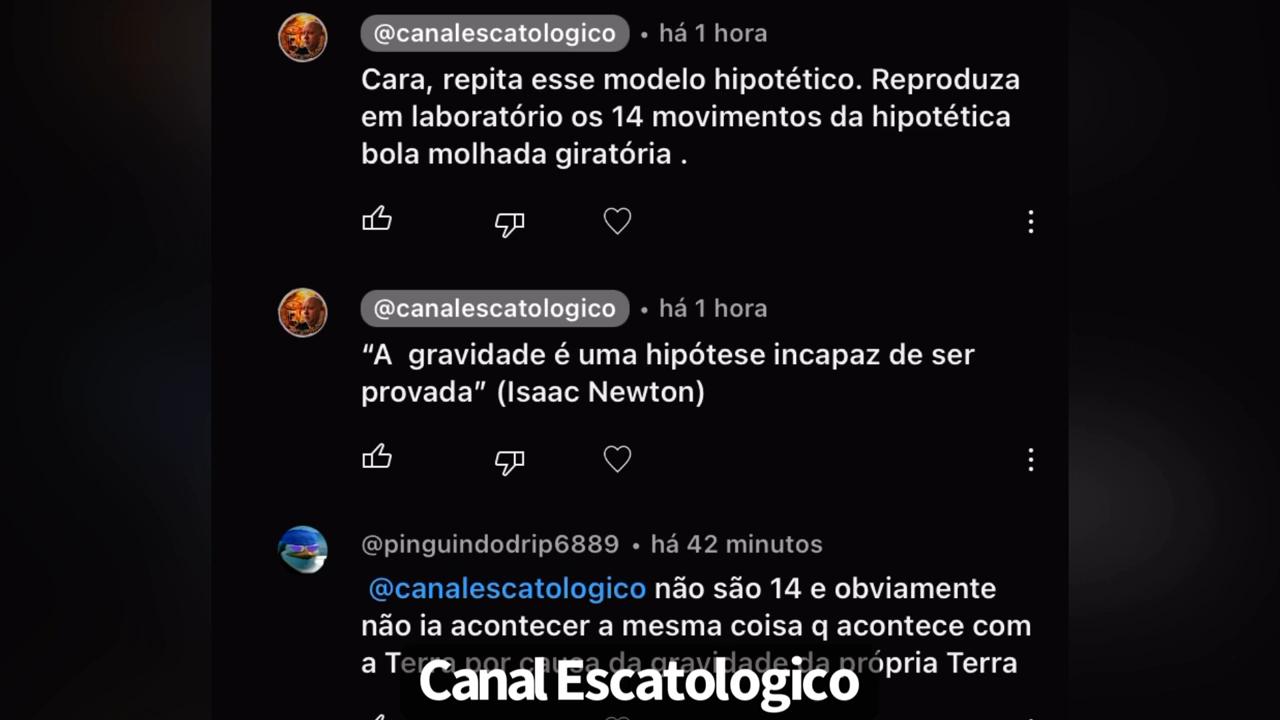 @canalescatologico • há 1 hora
Cara, repita esse modelo hipotético. Reproduza
em laboratório os 14 movimentos da hipotética
bola molhada giratória .
@canalescatologico • há 1 hora
“A  gravidade é uma hipótese incapaz de ser
provada” (Isaac Newton)
@pinguindodrip6889 • há 42 minutos
@canalescatologico não são 14 e obviamente
não ia acontecer a mesma coisa q acontece com
a Terra por causa da gravidade da própria Terra
Canal Escatologico